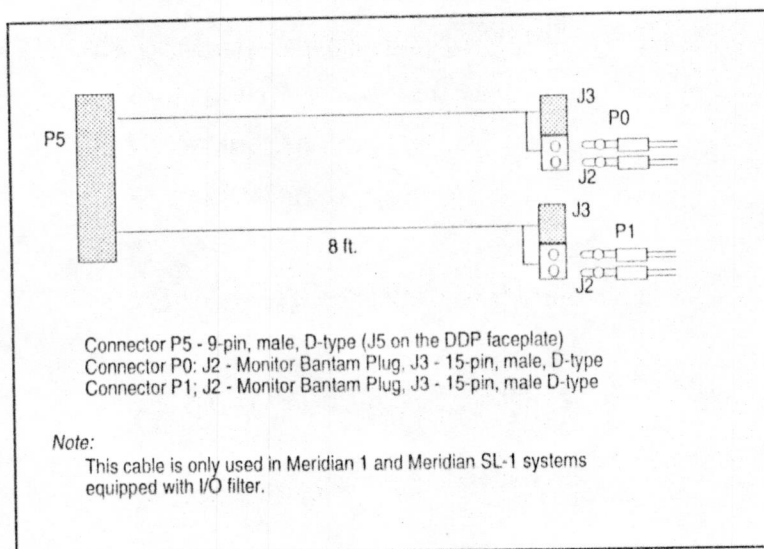 J3
P0
P5
J2
J3
P1
8 ft.
J2
Connector P5 - 9-pin, male, D-type (J5 on the DDP faceplate)
Connector P0: J2 - Monitor Bantam Plug, J3 - 15-pin, male, D-type
Connector P1; J2 - Monitor Bantam Plug, J3 - 15-pin, male D-type
Note:
This cable is only used in Meridian 1 and Meridian SL-1 systems
equipped with I/O filter.